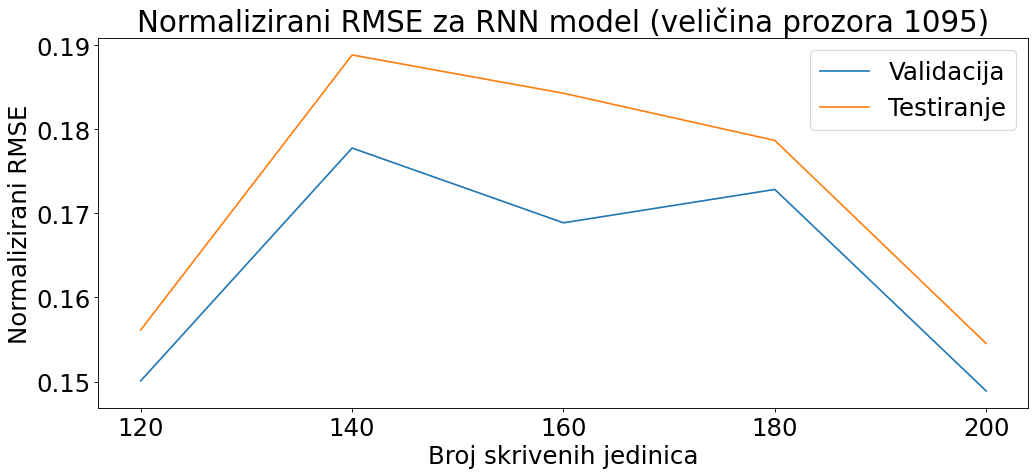 Normalizirani RMSE za RNN model (veličina prozora 1095)
Normalizirani RMSE
0.19
0.18
0.17
0.16
0.15
Validacija
Testiranje
120 140 160 180 200
Broj skrivenih jedinica